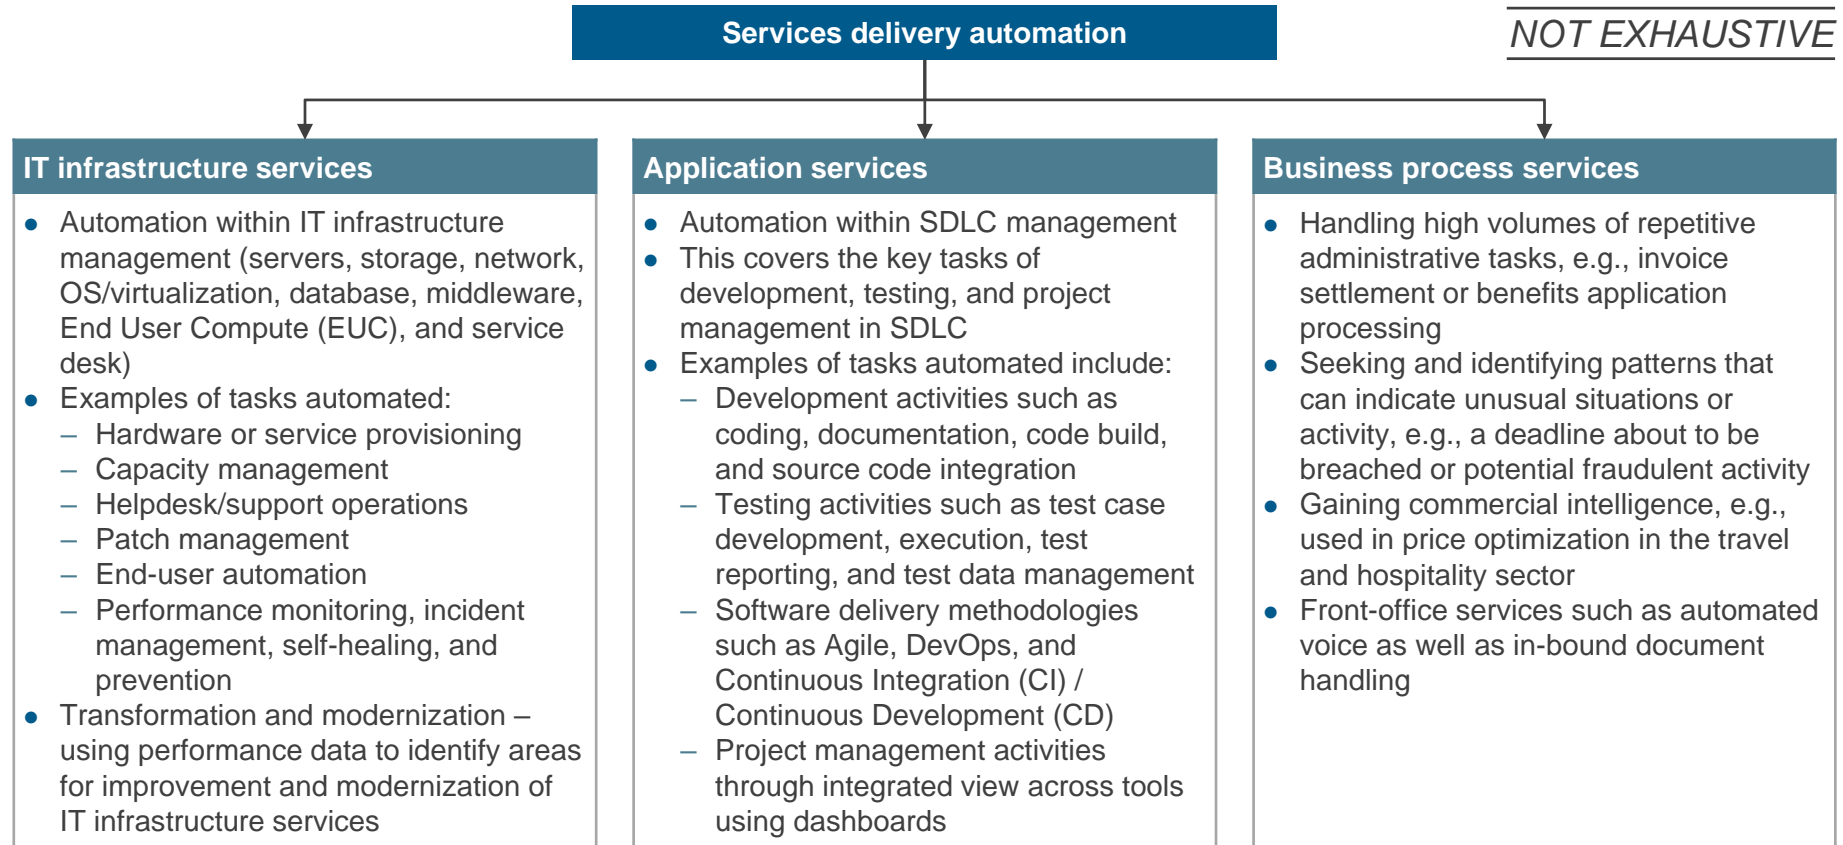 Services delivery automation
NOT EXHAUSTIVE
IT infrastructure services
● Automation within IT infrastructure
management (servers, storage, network,
OS/virtualization, database, middleware,
End User Compute (EUC), and service
desk)
● Examples of tasks automated:
– Hardware or service provisioning
– Capacity management
– Helpdesk/support operations
– Patch management
– End-user automation
– Performance monitoring, incident
management, self-healing, and
prevention
● Transformation and modernization –
using performance data to identify areas
for improvement and modernization of
IT infrastructure services
Application services
● Automation within SDLC management
● This covers the key tasks of
development, testing, and project
management in SDLC
● Examples of tasks automated include:
– Development activities such as
coding, documentation, code build,
and source code integration
– Testing activities such as test case
development, execution, test
reporting, and test data management
– Software delivery methodologies
such as Agile, DevOps, and
Continuous Integration (CI) /
Continuous Development (CD)
– Project management activities
through integrated view across tools
using dashboards
Business process services
● Handling high volumes of repetitive
administrative tasks, e.g., invoice
settlement or benefits application
processing
● Seeking and identifying patterns that
can indicate unusual situations or
activity, e.g., a deadline about to be
breached or potential fraudulent activity
● Gaining commercial intelligence, e.g.,
used in price optimization in the travel
and hospitality sector
● Front-office services such as automated
voice as well as in-bound document
handling